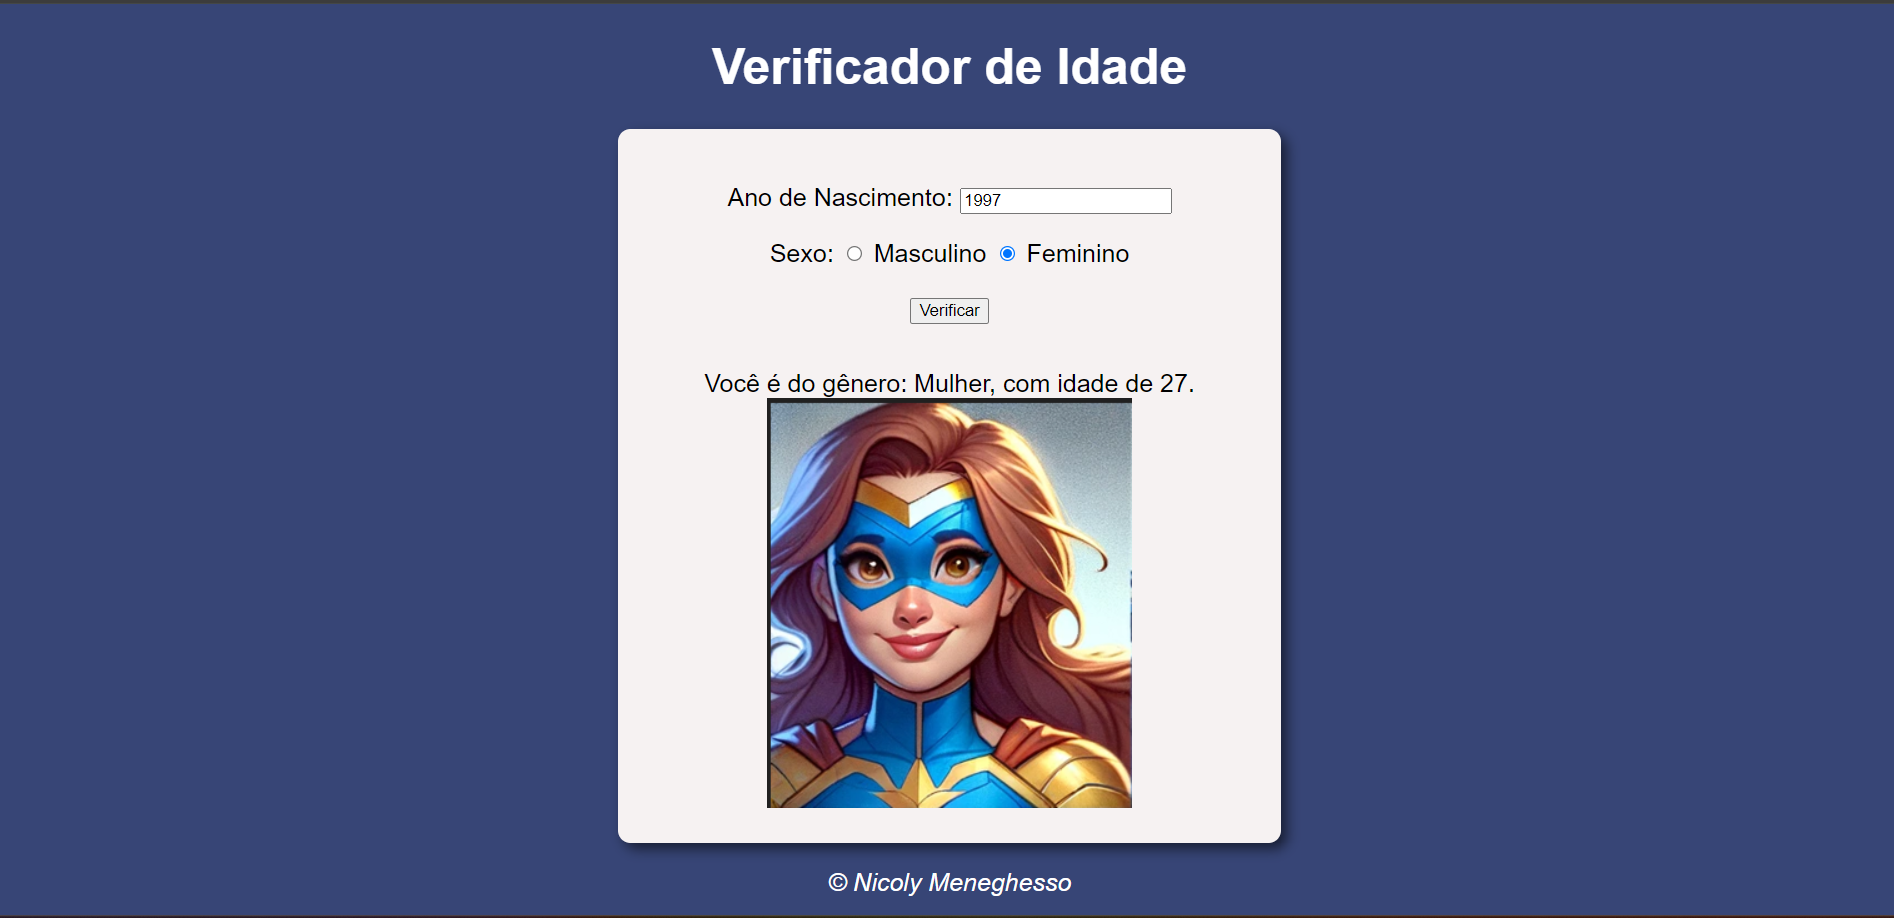 Verificador de Idade
Ano de Nascimento: 1997
Sexo: Masculino Feminino
Verificar
Você é do gênero: Mulher, com idade de 27.
© Nicoly Meneghesso